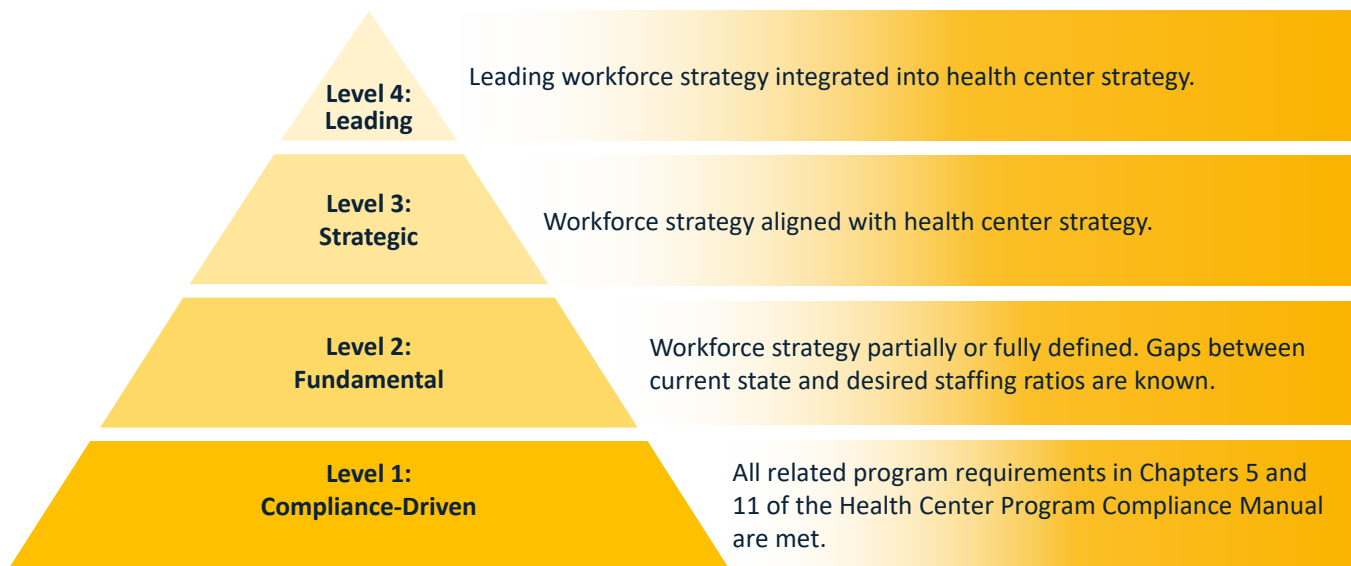 Level 4:
Leading
Leading workforce strategy integrated into health center strategy.
Level 3:
Strategic
Workforce strategy aligned with health center strategy.
Level 2:
Fundamental
Workforce strategy partially or fully defined. Gaps between
current state and desired staffing ratios are known.
Level 1:
Compliance-Driven
All related program requirements in Chapters 5 and
11 of the Health Center Program Compliance Manual
are met.